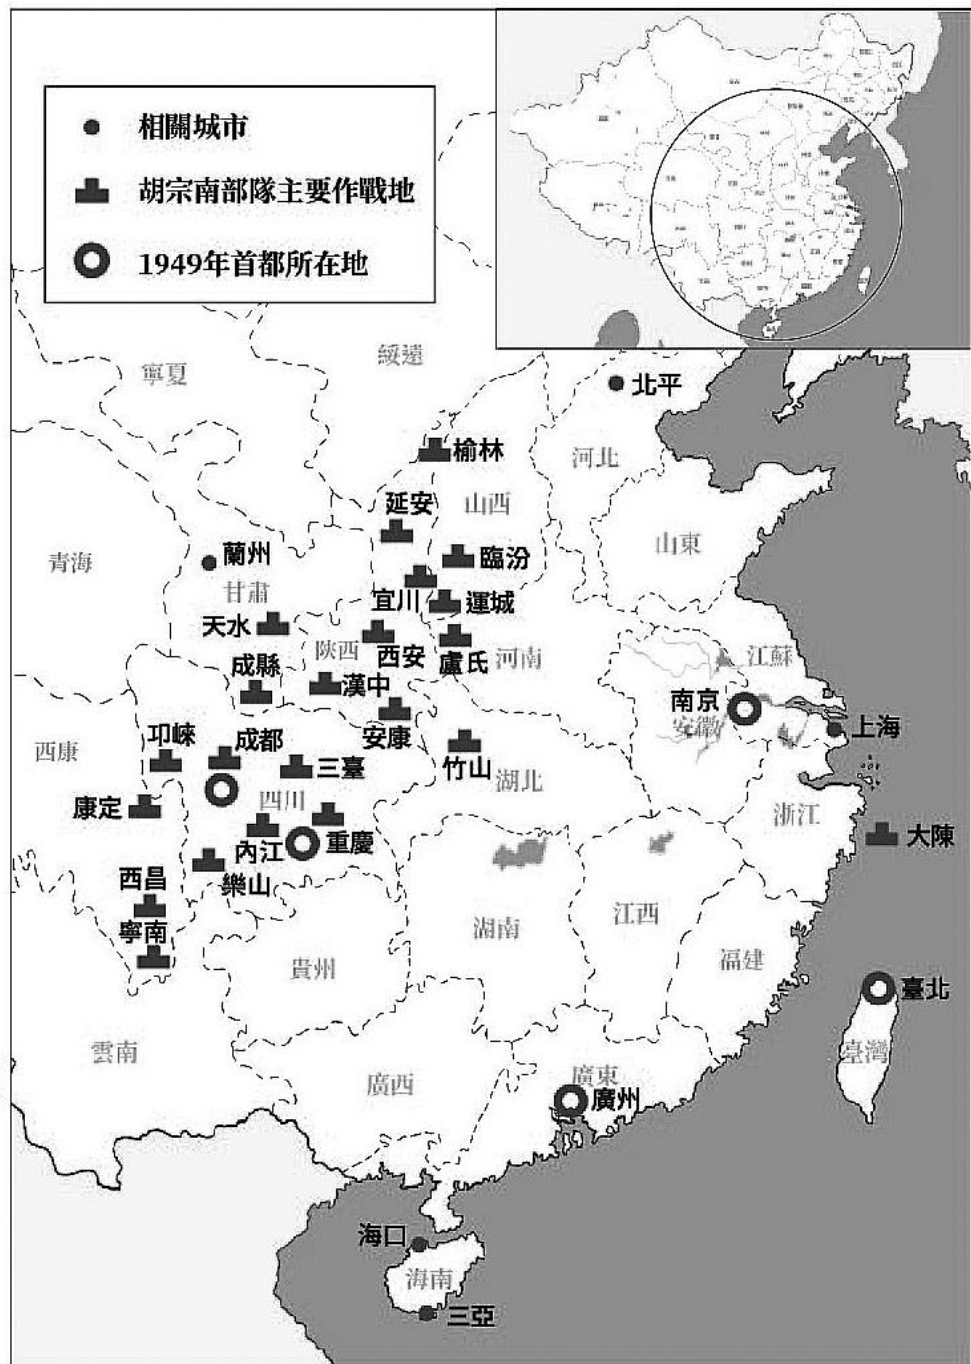 相關城市
胡宗南部隊主要作戰地
1949年首都所在地
寧夏
綏遠
北平
榆林
河北
延安
山西
山東
青海
蘭州
臨汾
甘肅
宜川
運城
天水
陝西
西安
盧氏
河南
江蘇
成縣
漢中
南京
安徽
上海
西康
邛崍
成都
安康
竹山
三臺
湖北
康定
四川
浙江
重慶
大陳
內江
樂山
西昌
寧南
湖南
江西
福建
貴州
臺北
雲南
臺灣
廣西
廣東
廣州
海口
海南
三亞